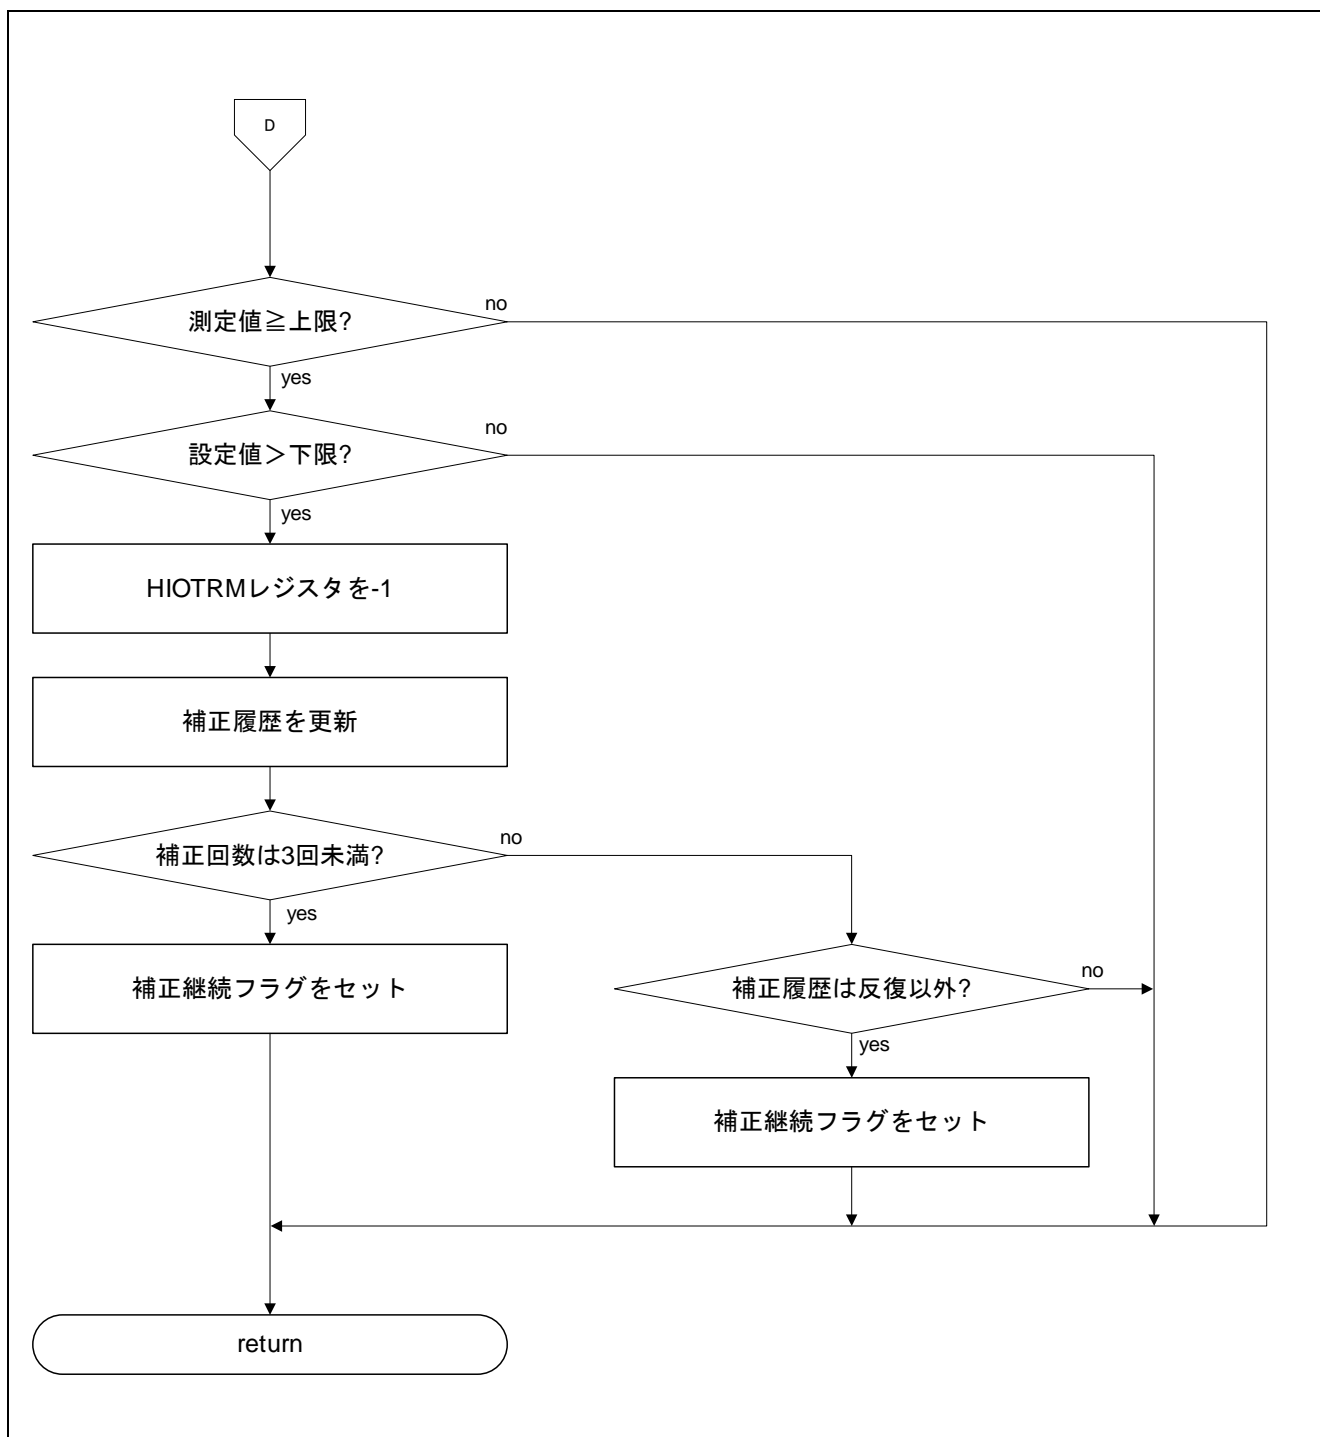 D
測定値≧上限?
no
yes
設定値＞下限?
no
yes
HIOTRMレジスタを-1
補正履歴を更新
補正回数は3回未満?
no
yes
補正継続フラグをセット
補正履歴は反復以外?
no
yes
補正継続フラグをセット
return